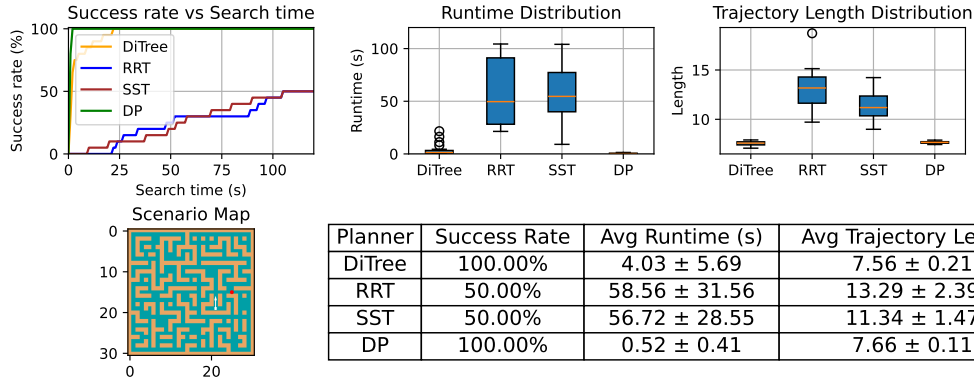 Success rate vs Search time
Success rate (%)
100
50
0
DiTree
RRT
SST
DP
0 25 50 75 100
Search time (s)
Runtime Distribution
Runtime (s)
100
50
0
DiTree RRT SST DP
Trajectory Length Distribution
Length
15
10
DiTree RRT SST DP
Scenario Map
0
10
20
30
0 20
Planner Success Rate Avg Runtime (s) Avg Trajectory Le
DiTree 100.00% 4.03 ± 5.69 7.56 ± 0.21
RRT 50.00% 58.56 ± 31.56 13.29 ± 2.39
SST 50.00% 56.72 ± 28.55 11.34 ± 1.47
DP 100.00% 0.52 ± 0.41 7.66 ± 0.11